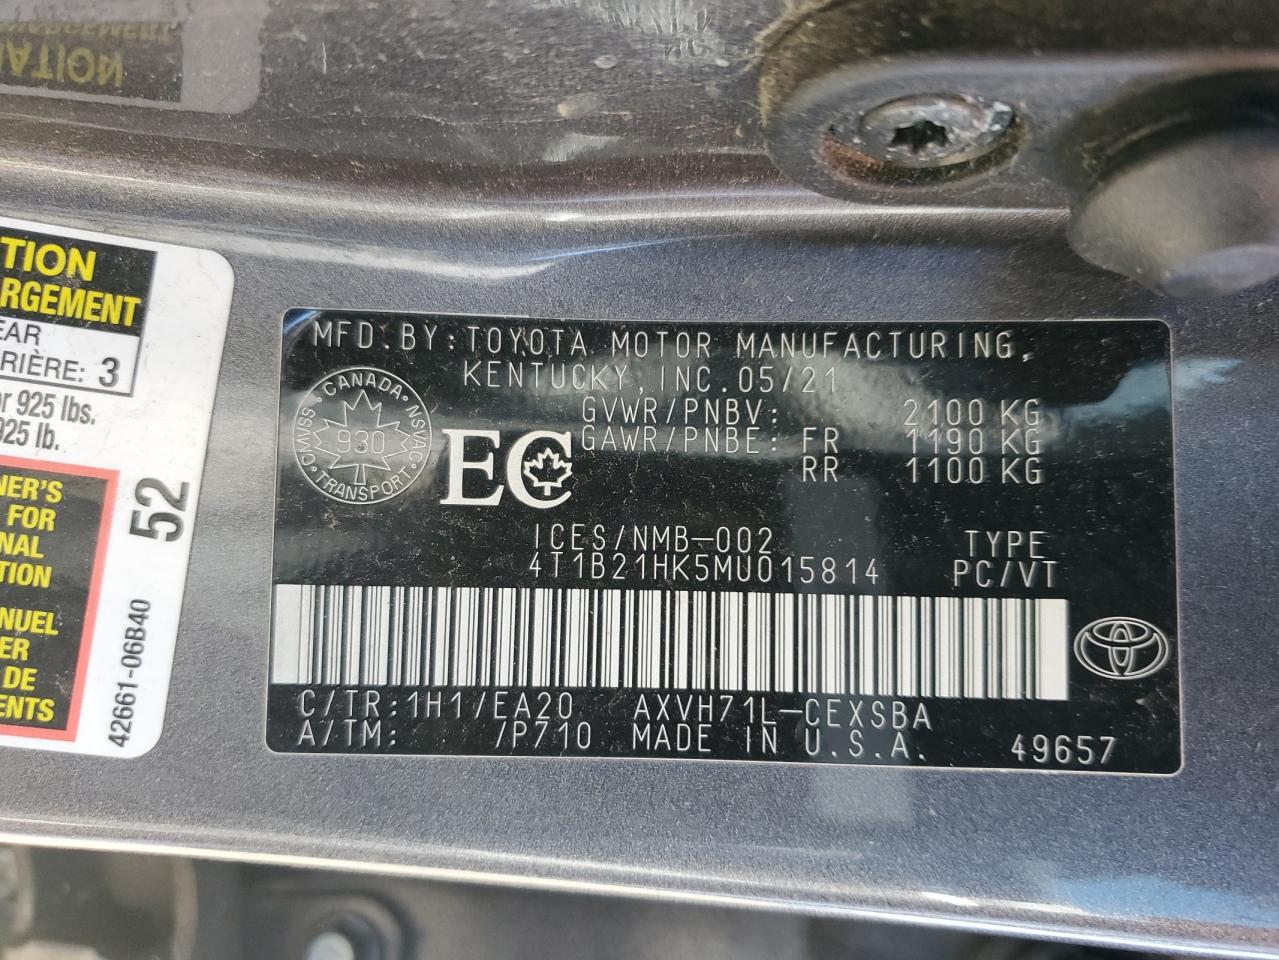 TION
RGEMENT
EAR
RIÈRE: 3
or 925 lbs.
925 lb.
NER'S
FOR
NAL
TION
NUEL
ER
DE
ENTS
52
42661-06B40
MFD. BY: TOYOTA MOTOR MANUFACTURING,
KENTUCKY, INC. 05/21
GVWR/PNBV: 2100 KG
GAWR/PNBE: FR 1190 KG
RR 1100 KG
CANADA
CMVSS NSVAC
930
TRANSPORT
EC
ICES/NMB-002 TYPE
4T1B21HK5MU015814 PC/VT
C/TR: 1H1/EA20 AXVH71L-CEXSBA
A/TM: /P710 MADE IN U.S.A. 49657